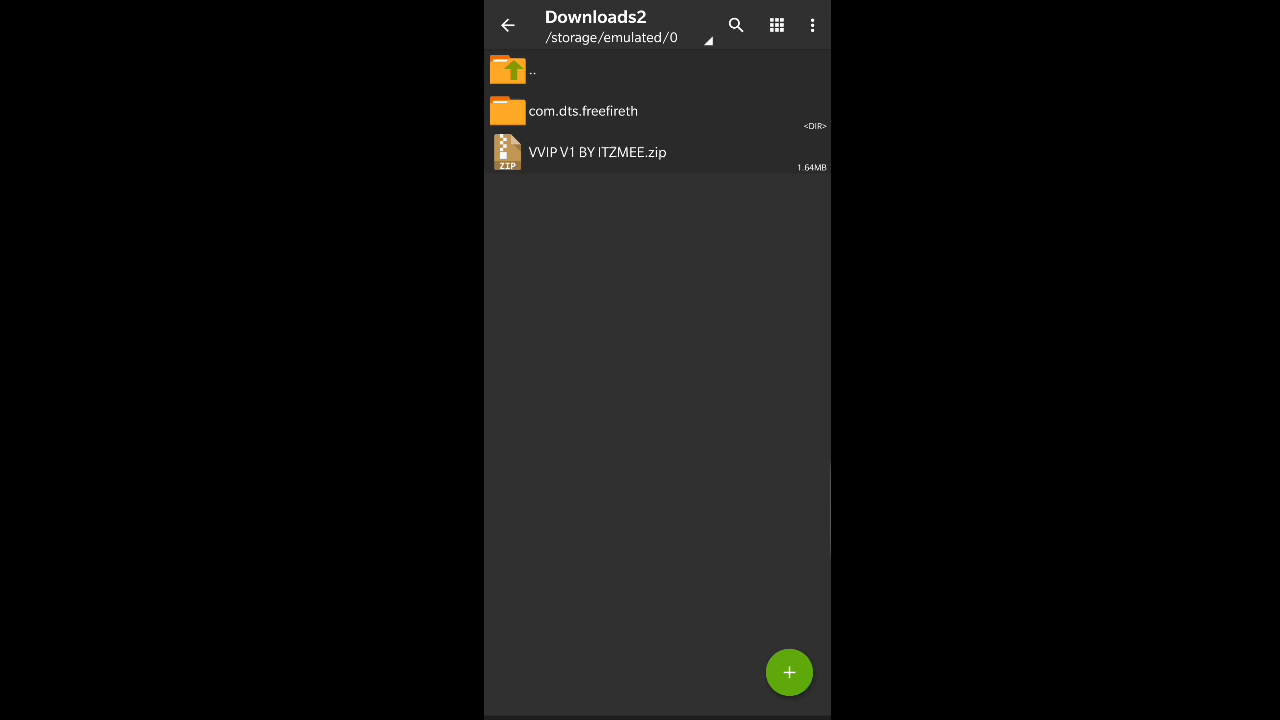 Downloads2
/storage/emulated/0
..
com.dts.freefireth
<DIR>
ZIP
VVIP V1 BY ITZMEE.zip
1.64MB